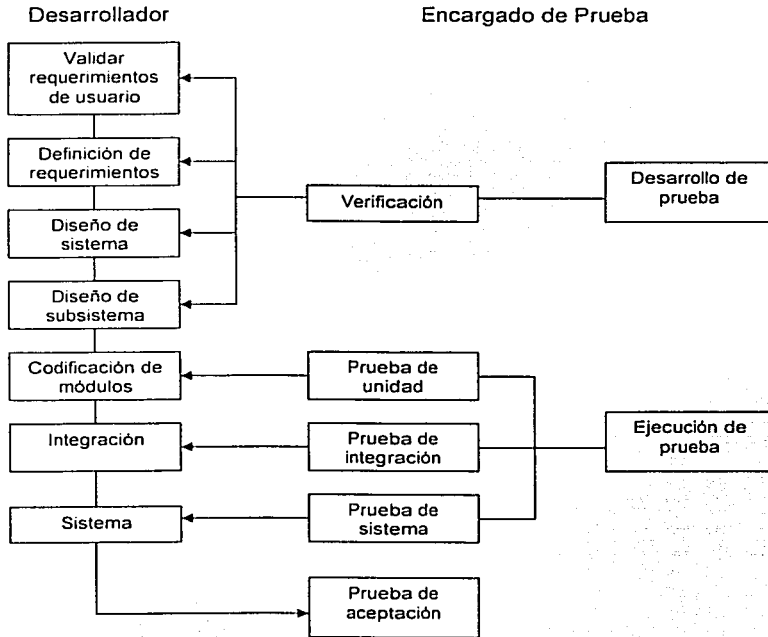 Desarrollador
Encargado de Prueba
Validar
requerimientos
de usuario
Definición de
requerimientos
Diseño de
sistema
Diseño de
subsistema
Codificación de
módulos
Integración
Sistema
Verificación
Prueba de
unidad
Prueba de
integración
Prueba de
sistema
Prueba de
aceptación
Desarrollo de
prueba
Ejecución de
prueba